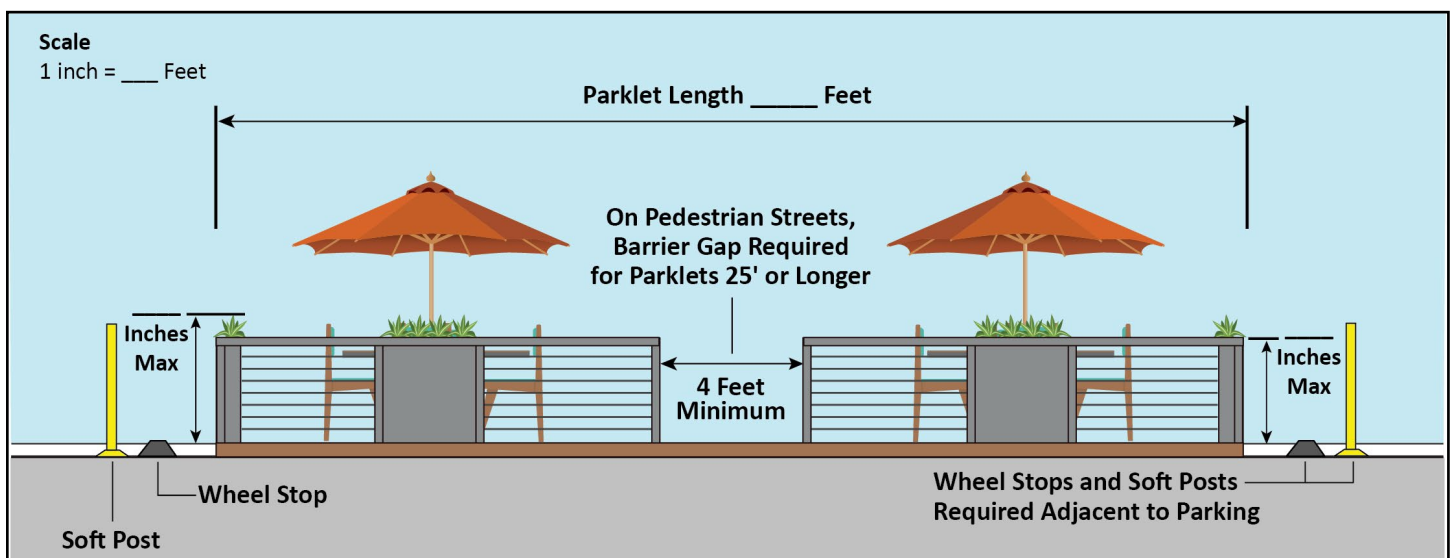 Scale
1 inch = ___ Feet
Parklet Length _____ Feet
On Pedestrian Streets,
Barrier Gap Required
for Parklets 25' or Longer
____
Inches
Max
4 Feet
Minimum
____
Inches
Max
Wheel Stop
Soft Post
Wheel Stops and Soft Posts
Required Adjacent to Parking